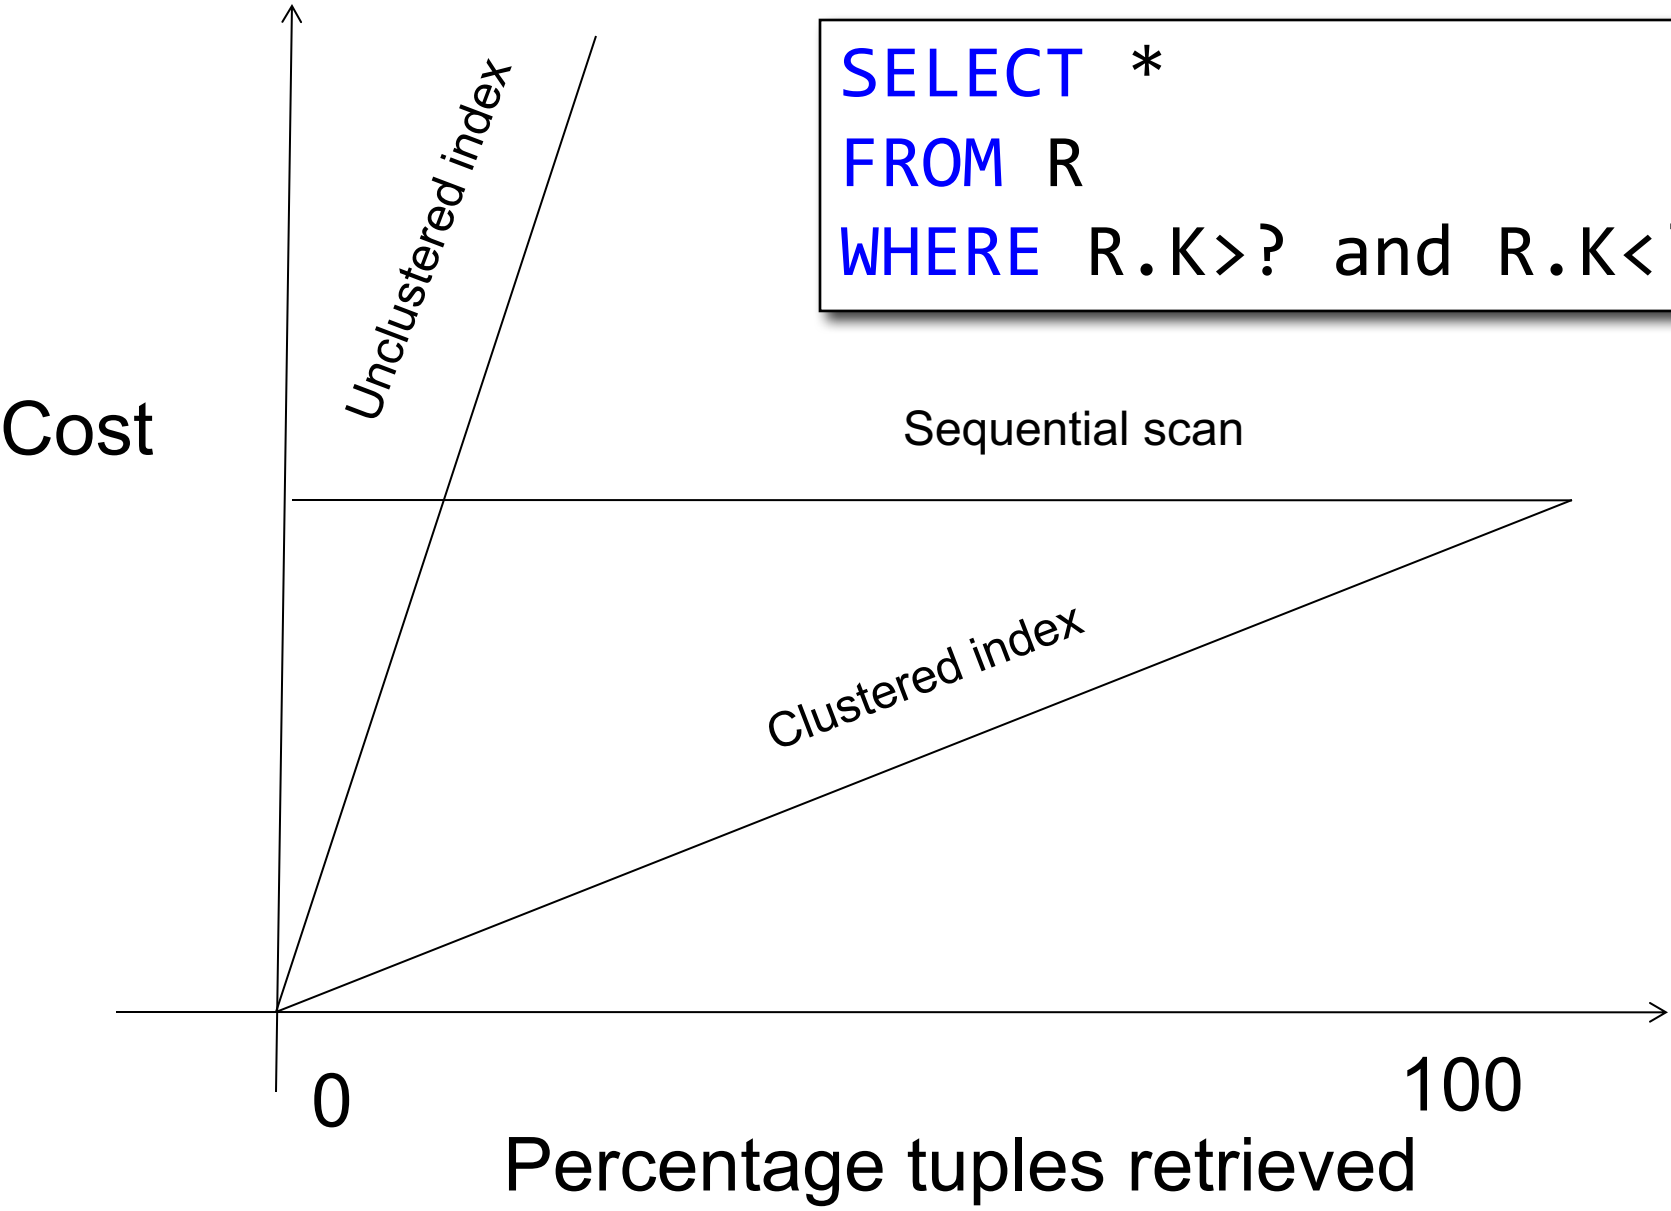 SELECT *
FROM R
WHERE R.K>? and R.K<
Unclustered index
Cost
Sequential scan
Clustered index
0
100
Percentage tuples retrieved